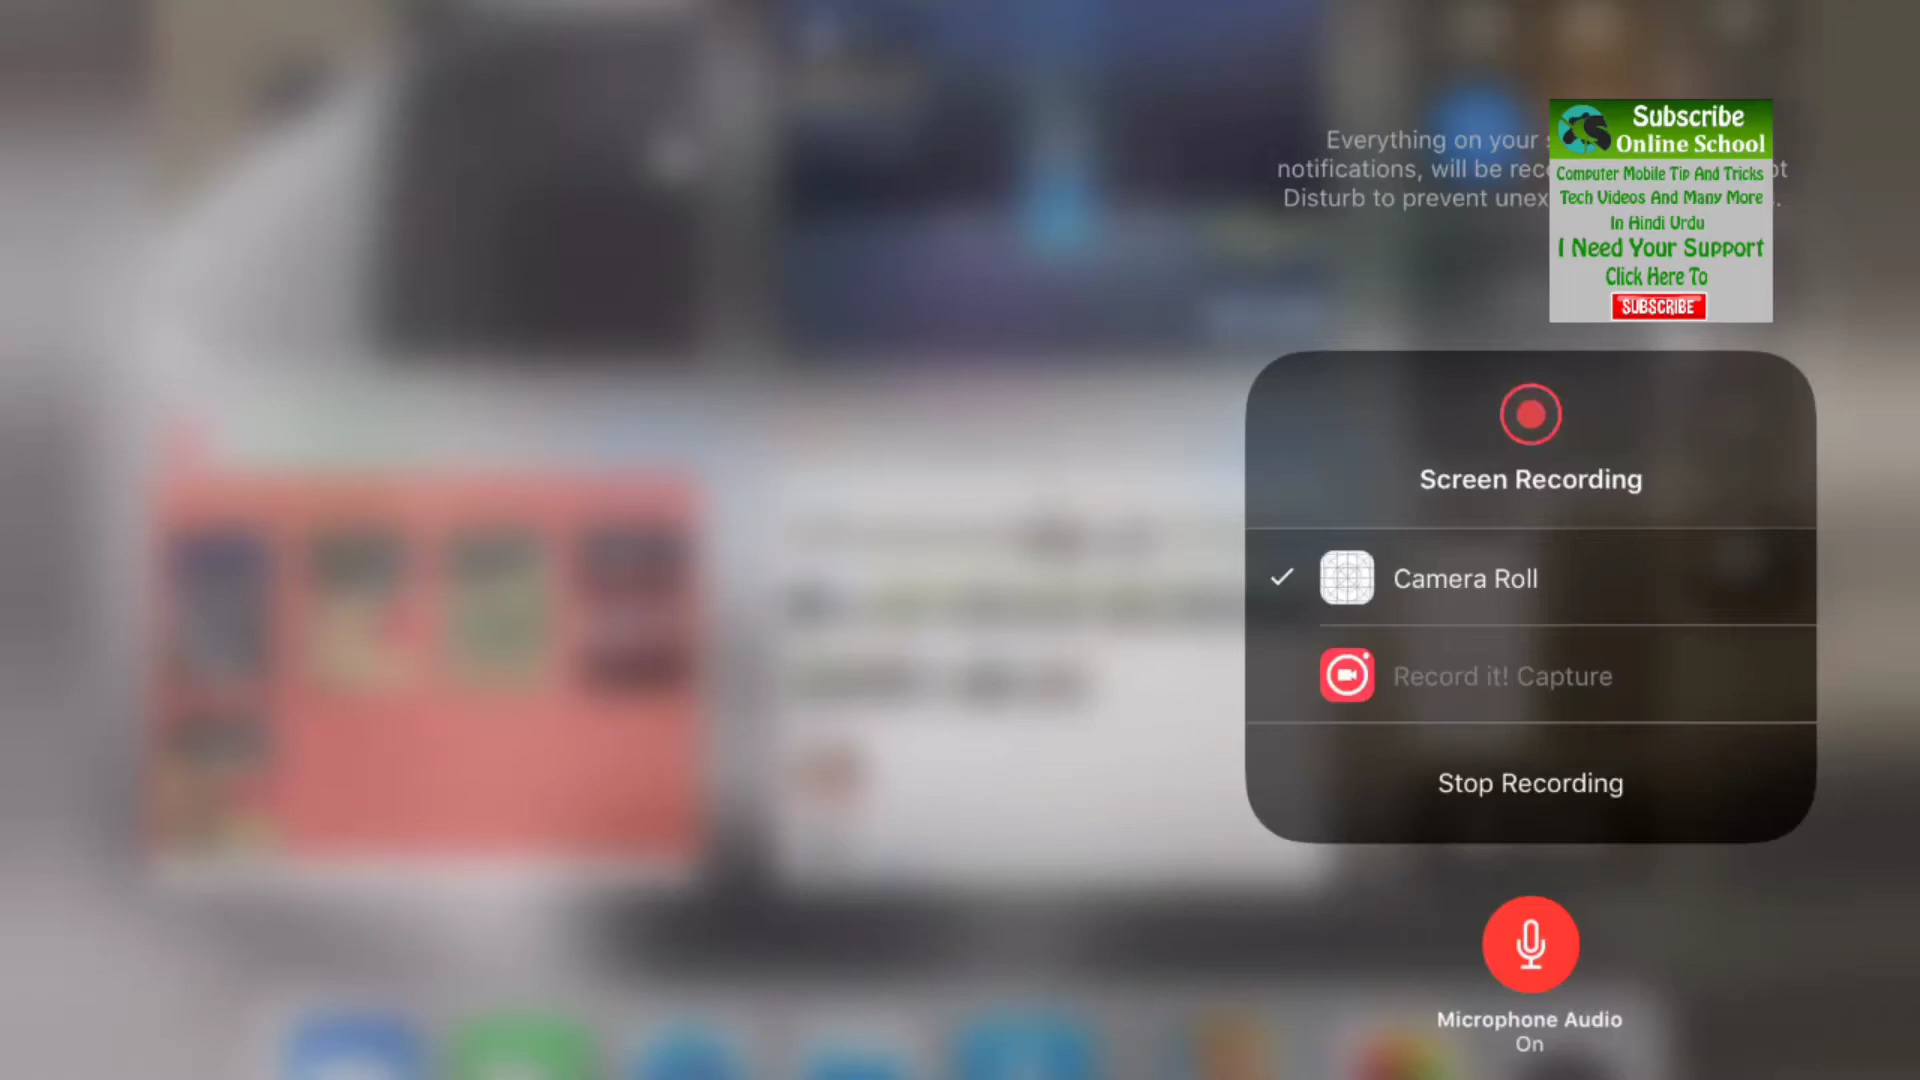 Everything on your
notifications, will be rec
Disturb to prevent unex
Subscribe
Online School
Computer Mobile Tip And Tricks
Tech Videos And Many More
In Hindi Urdu
I Need Your Support
Click Here To
SUBSCRIBE
Screen Recording
Camera Roll
Record it! Capture
Stop Recording
Microphone Audio
On